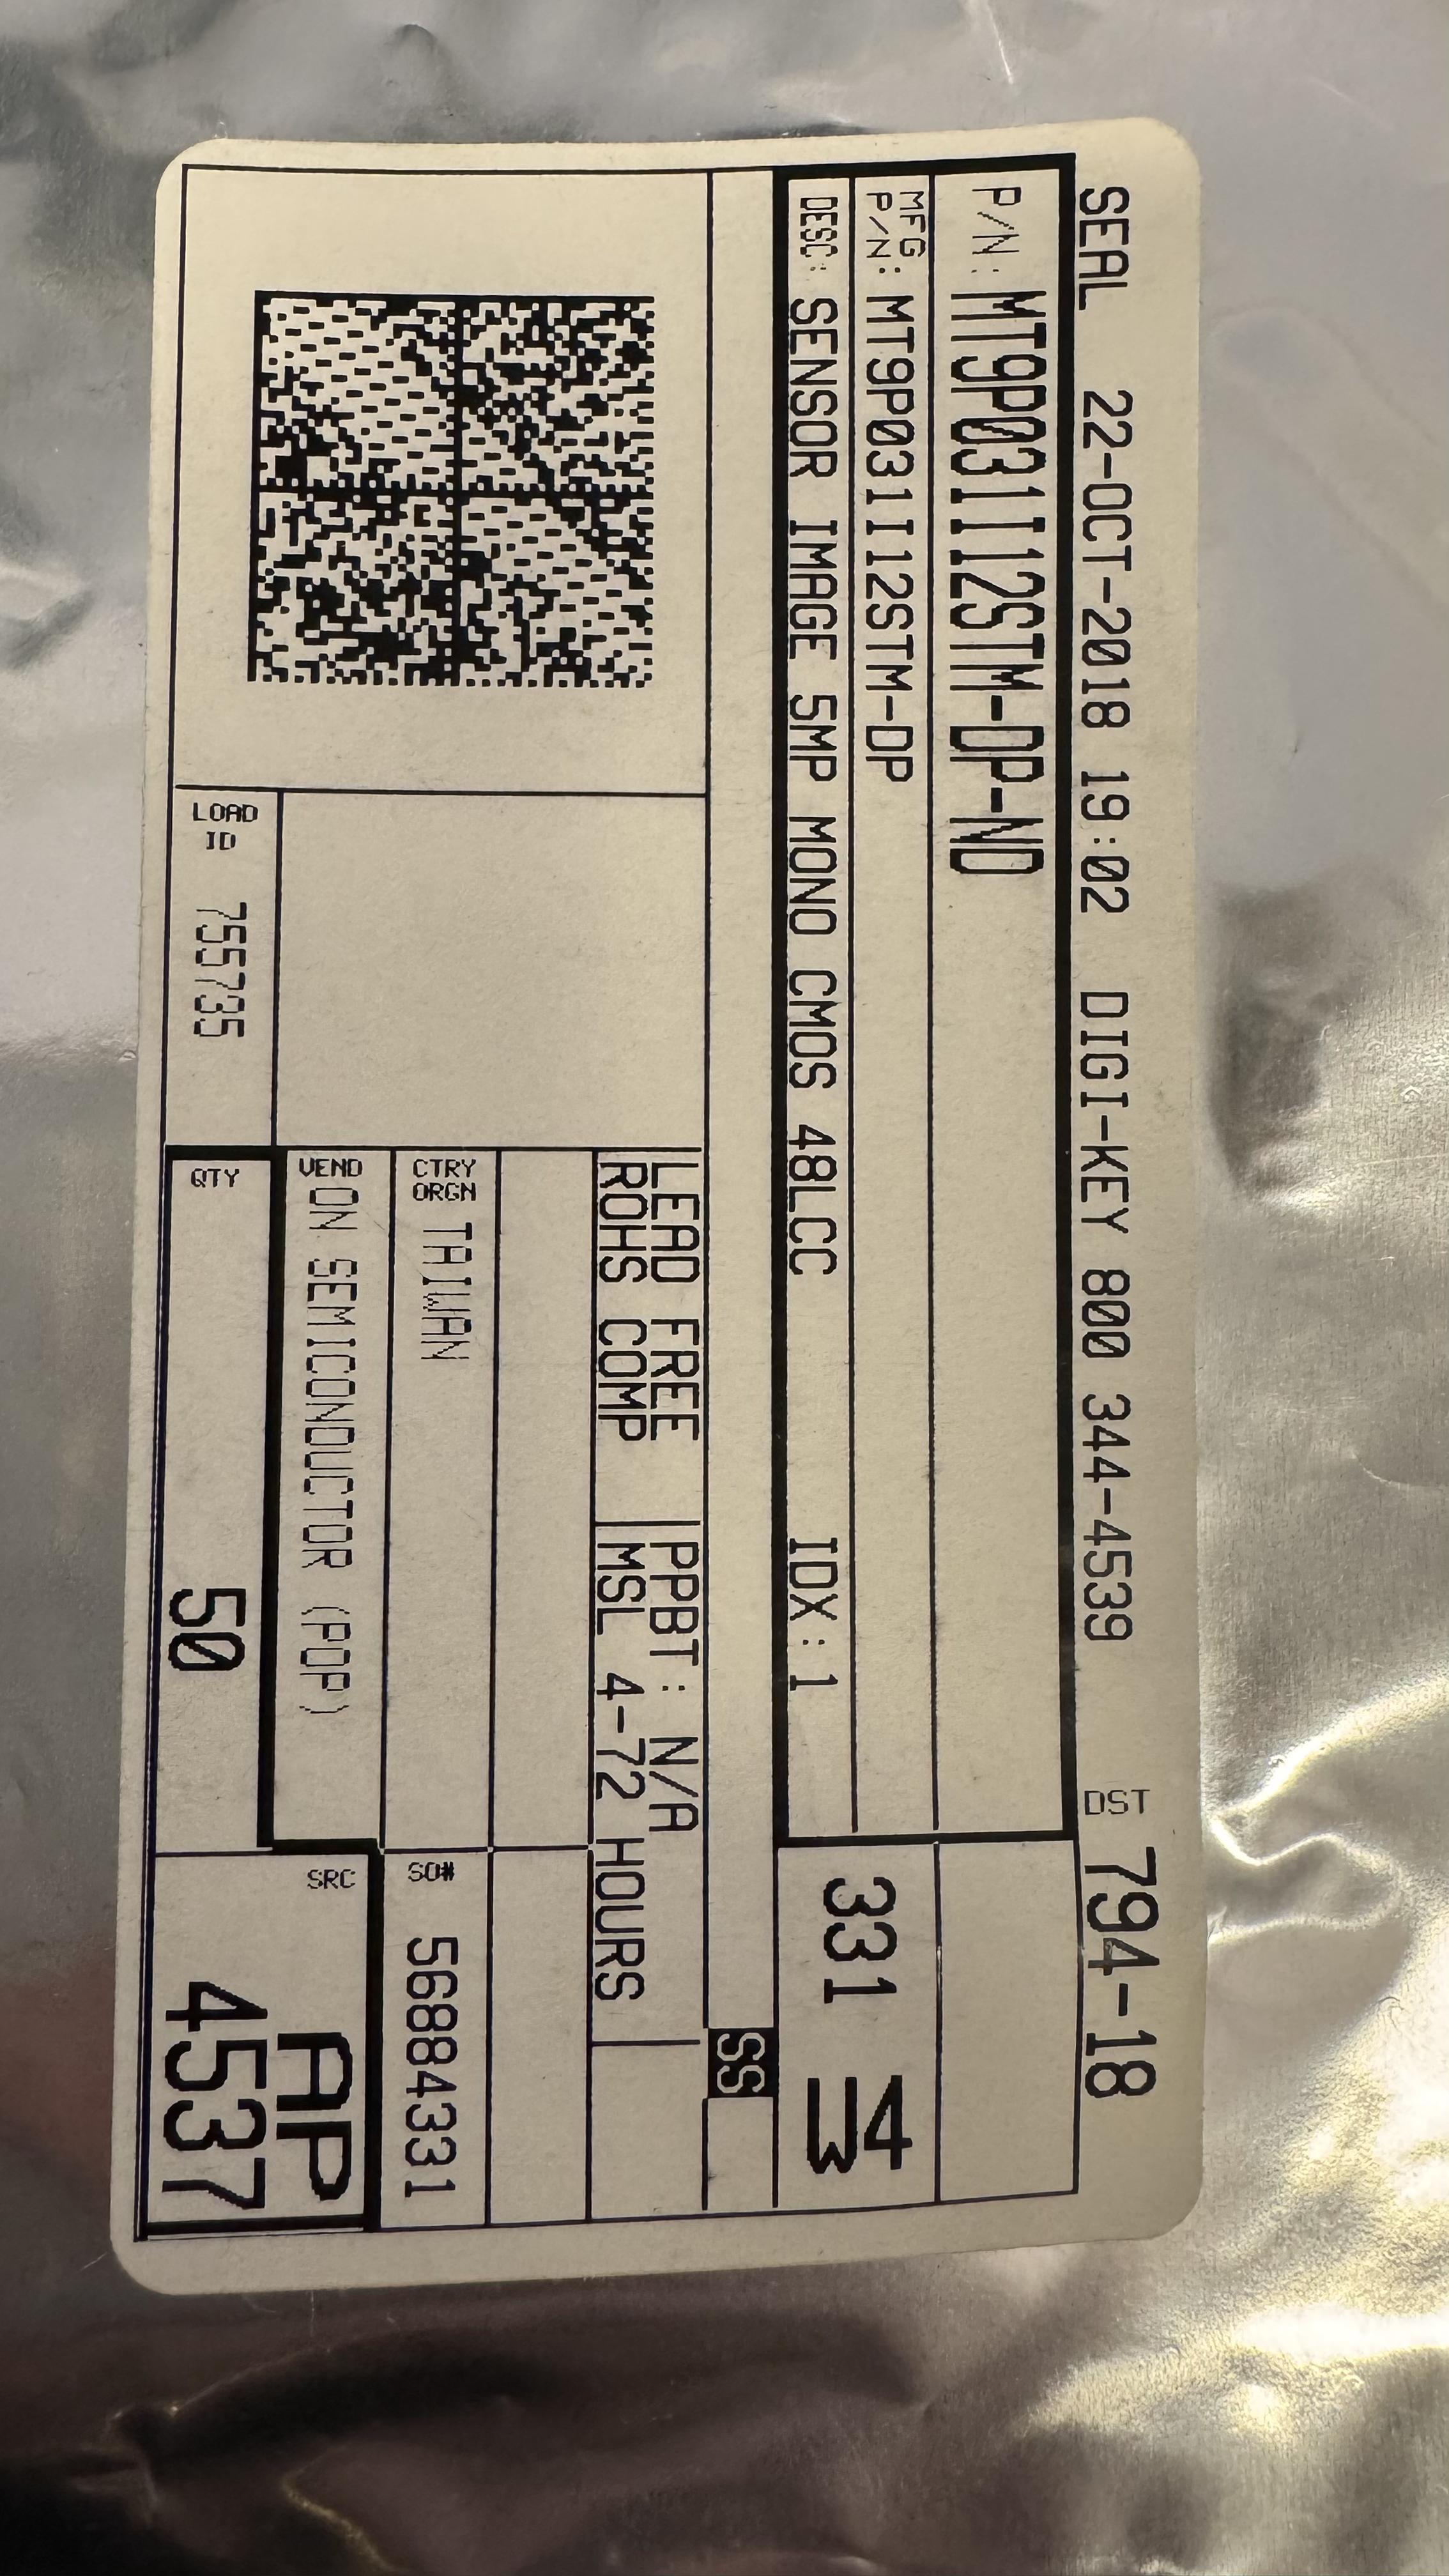 SEAL 22-OCT-2018 19:02 DIGI-KEY 800 344-4539 DST 794-18
P/N: MT9P031I12STM-DP-ND
MFG P/N: MT9P031I12STM-DP
DESC: SENSOR IMAGE 5MP MONO CMOS 48LCC IDX:1
331 W4
SS
LEAD FREE PPBT: N/A
ROHS COMP MSL 4-72 HOURS
CTRY ORGN TAIWAN
SO# 56884331
VEND ON SEMICONDUCTOR (POP)
SRC AP 4537
LOAD ID 755735
QTY 50